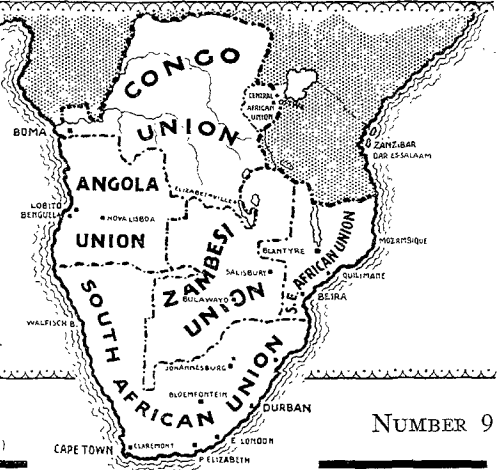 CONGO
UNION
CENTRAL
AFRICAN
UNION
BOMA
ZANZIBAR
DAR ES-SALAAM
ANGOLA
UNION
ELIZABETHVILLE
LOBITO
BENGUELA
NOVA LISBOA
ZAMBESI
UNION
BLANTYRE
S.E. AFRICAN UNION
MOZAMBIQUE
SALISBURY
QUILIMANE
BULAWAYO
BEIRA
WALFISCH B.
SOUTH AFRICAN UNION
JOHANNESBURG
BLOEMFONTEIN
DURBAN
CAPE TOWN
CLAREMONT
E LONDON
P. ELIZABETH
NUMBER 9